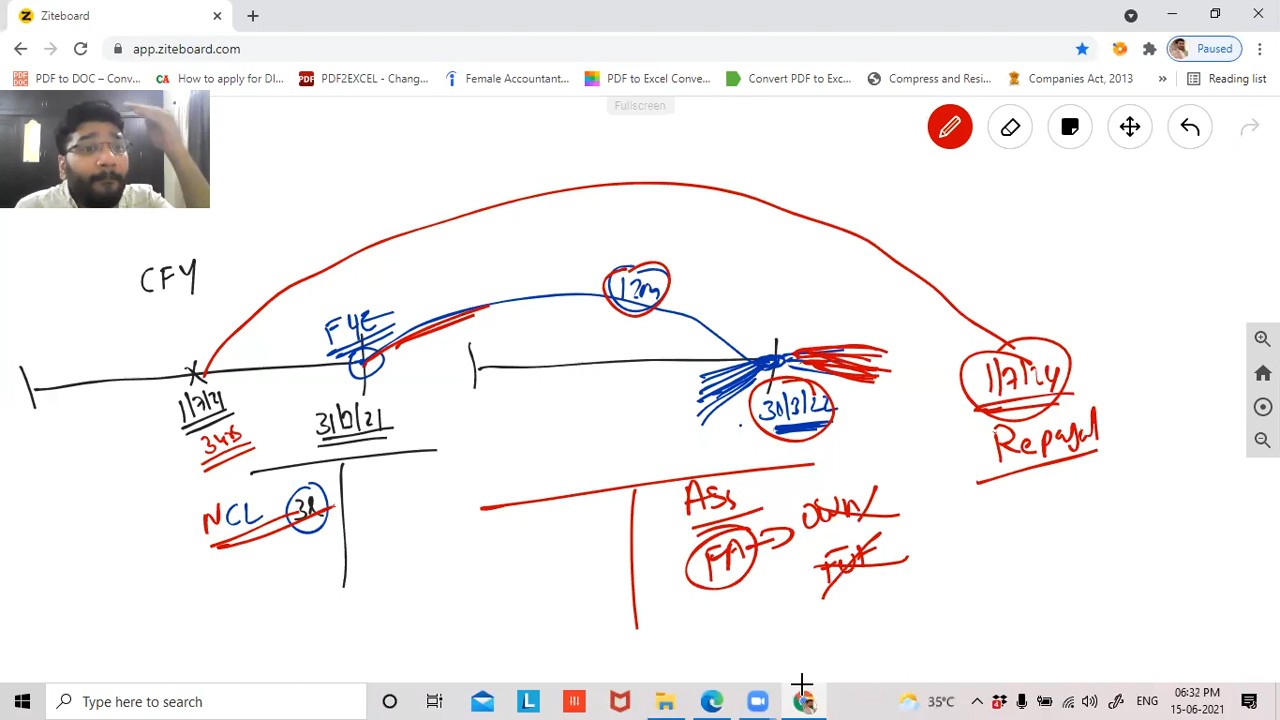 Ziteboard
app.ziteboard.com
Paused
PDF to DOC – Conv...
How to apply for DI...
PDF2EXCEL - Chang...
Female Accountant...
PDF to Excel Conve...
Convert PDF to Exce...
Compress and Resi...
Companies Act, 2013
»
Reading list
Fullscreen
CFY
FYE
12m
1/7/21
31/3/21
30/3/22
1/7/24
Repayal
NCL
Ass
FA
own
Type here to search
35°C
ENG
06:32 PM
15-06-2021